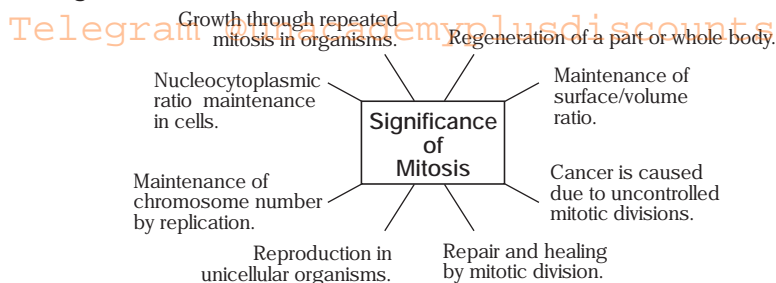 Telegram @unacademyplusdiscounts
Growth through repeated
mitosis in organisms.
Regeneration of a part or whole body.
Nucleocytoplasmic
ratio maintenance
in cells.
Maintenance of
surface/volume
ratio.
Significance
of
Mitosis
Maintenance of
chromosome number
by replication.
Cancer is caused
due to uncontrolled
mitotic divisions.
Reproduction in
unicellular organisms.
Repair and healing
by mitotic division.